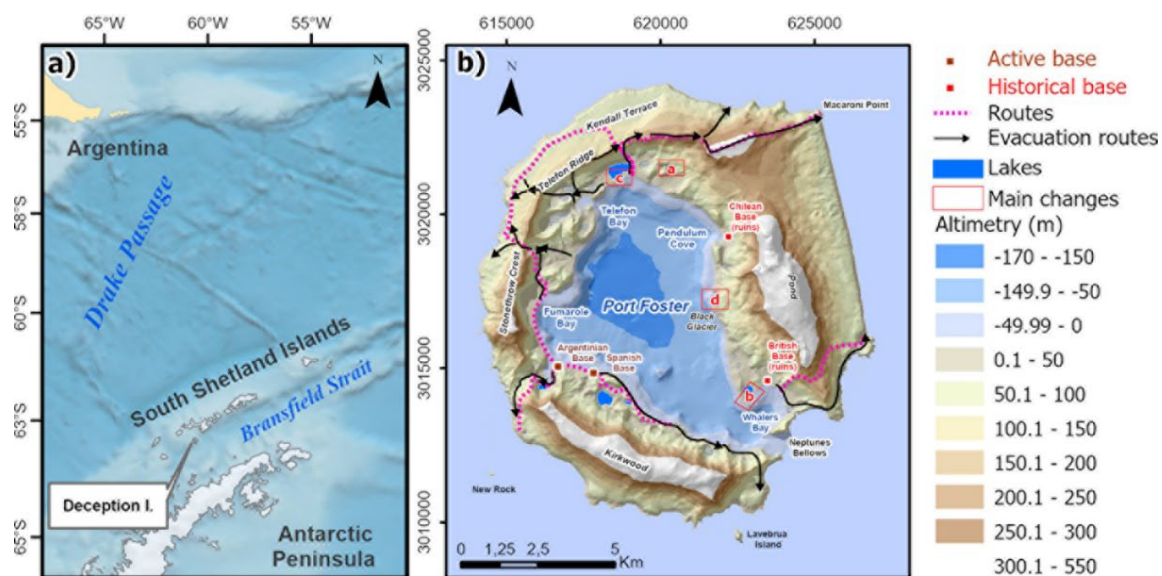 65°W 60°W 55°W
a)
N
55°S
58°S
60°S
63°S
65°S
Argentina
Drake Passage
South Shetland Islands
Bransfield Strait
Deception I.
Antarctic
Peninsula
615000 620000 625000
3025000
3020000
3015000
3010000
b)
N
Macaroni Point
Kendall Terrace
Telefon Ridge
c
a
Telefon
Bay
Chilean
Base
(ruins)
Pendulum
Cove
Stonethrow Crest
Port Foster
d
Black
Glacier
Pond
Fumarole
Bay
Argentinian
Base
Spanish
Base
British
Base
(ruins)
b
Whalers
Bay
Neptunes
Bellows
Kirkwood
New Rock
Lavebrua
Island
0 1,25 2,5 5
Km
Active base
Historical base
Routes
Evacuation routes
Lakes
Main changes
Altimetry (m)
-170 - -150
-149.9 - -50
-49.99 - 0
0.1 - 50
50.1 - 100
100.1 - 150
150.1 - 200
200.1 - 250
250.1 - 300
300.1 - 550